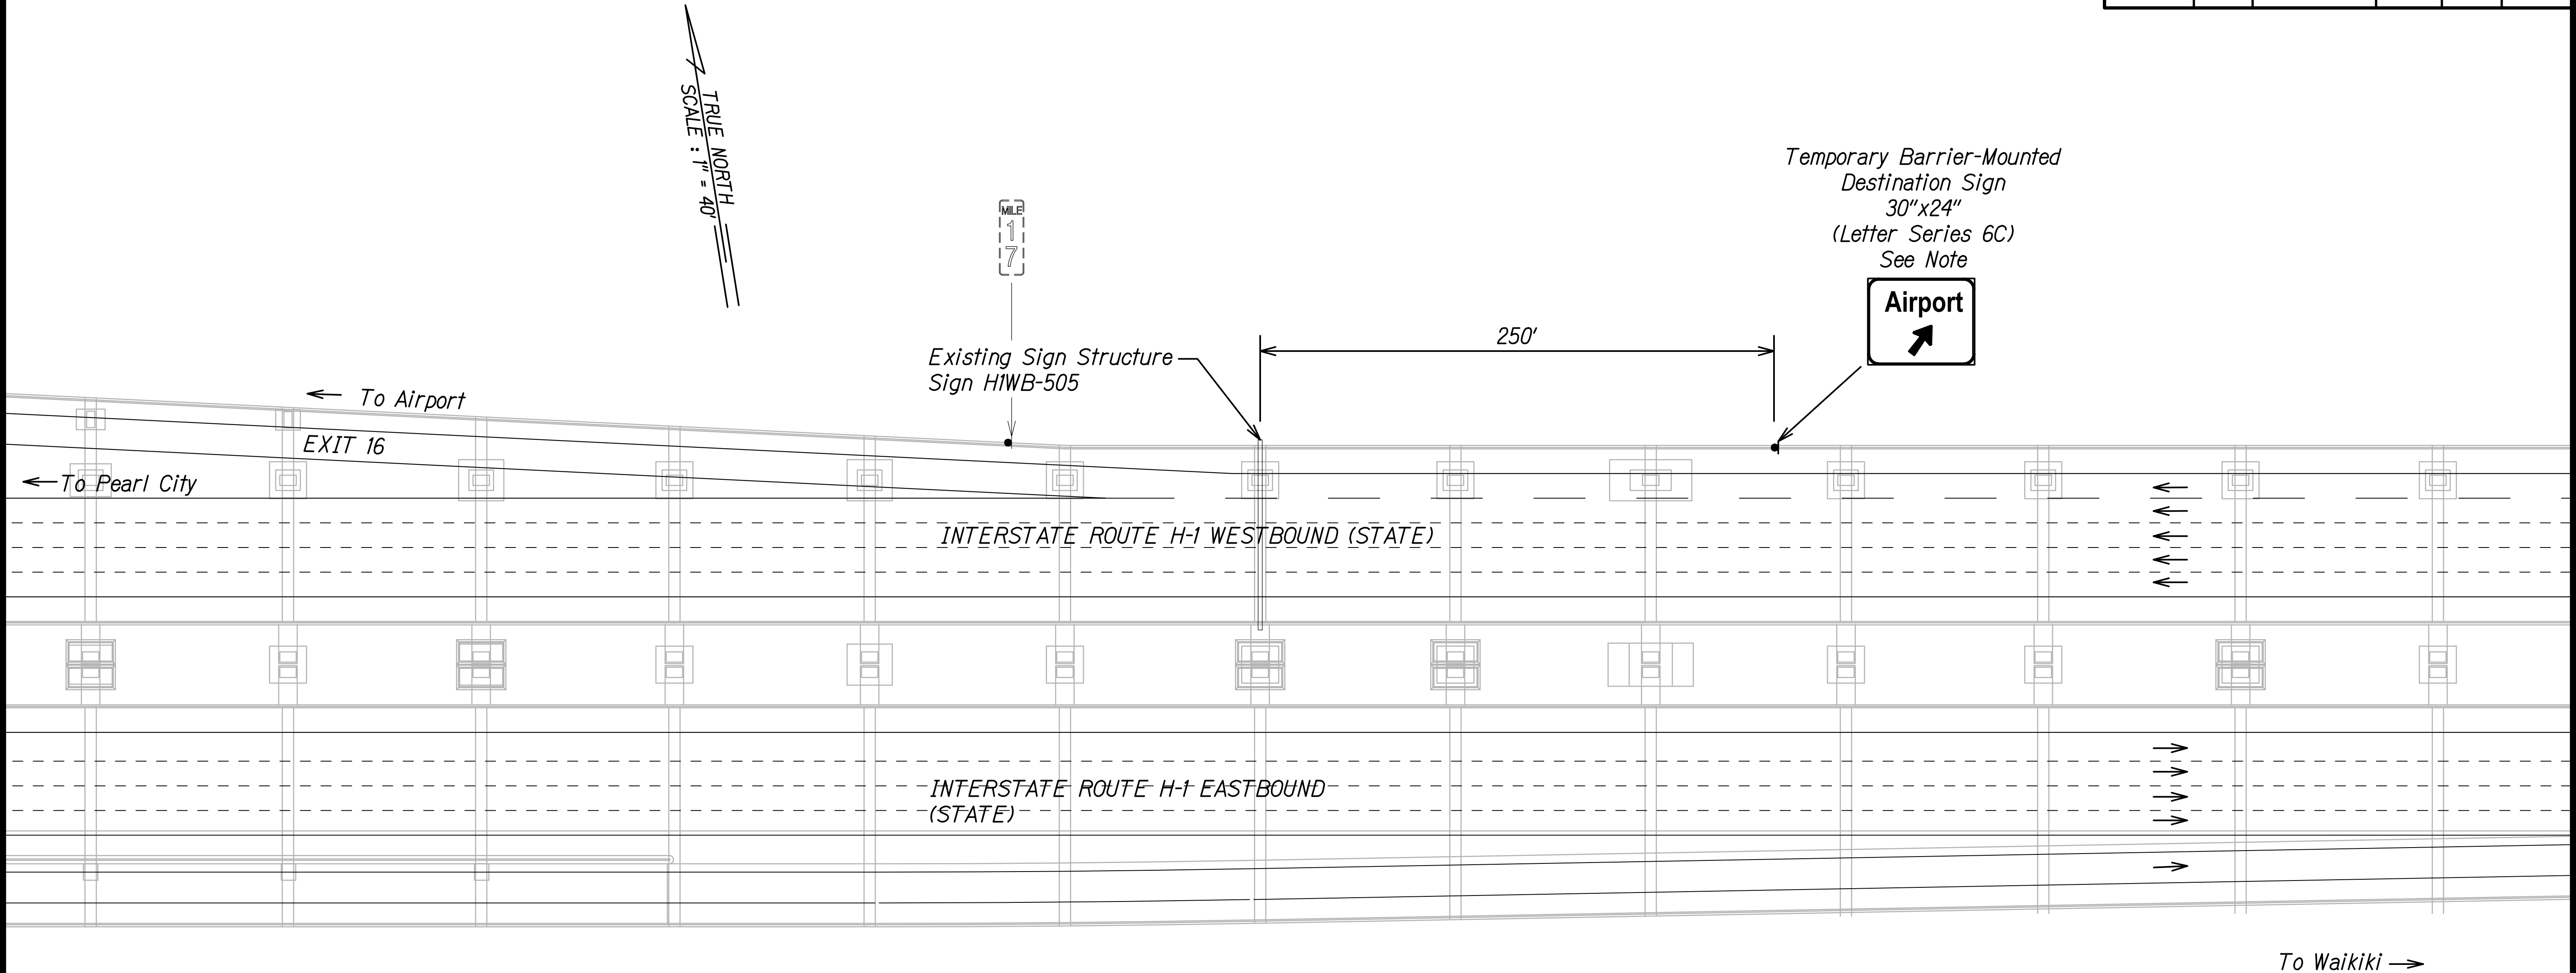 TRUE NORTH
SCALE : 1" = 40'
MILE
1
7
Temporary Barrier-Mounted
Destination Sign
30"x24"
(Letter Series 6C)
See Note
Airport
250'
Existing Sign Structure
Sign H1WB-505
To Airport
EXIT 16
To Pearl City
INTERSTATE ROUTE H-1 WESTBOUND (STATE)
INTERSTATE ROUTE H-1 EASTBOUND
(STATE)
To Waikiki